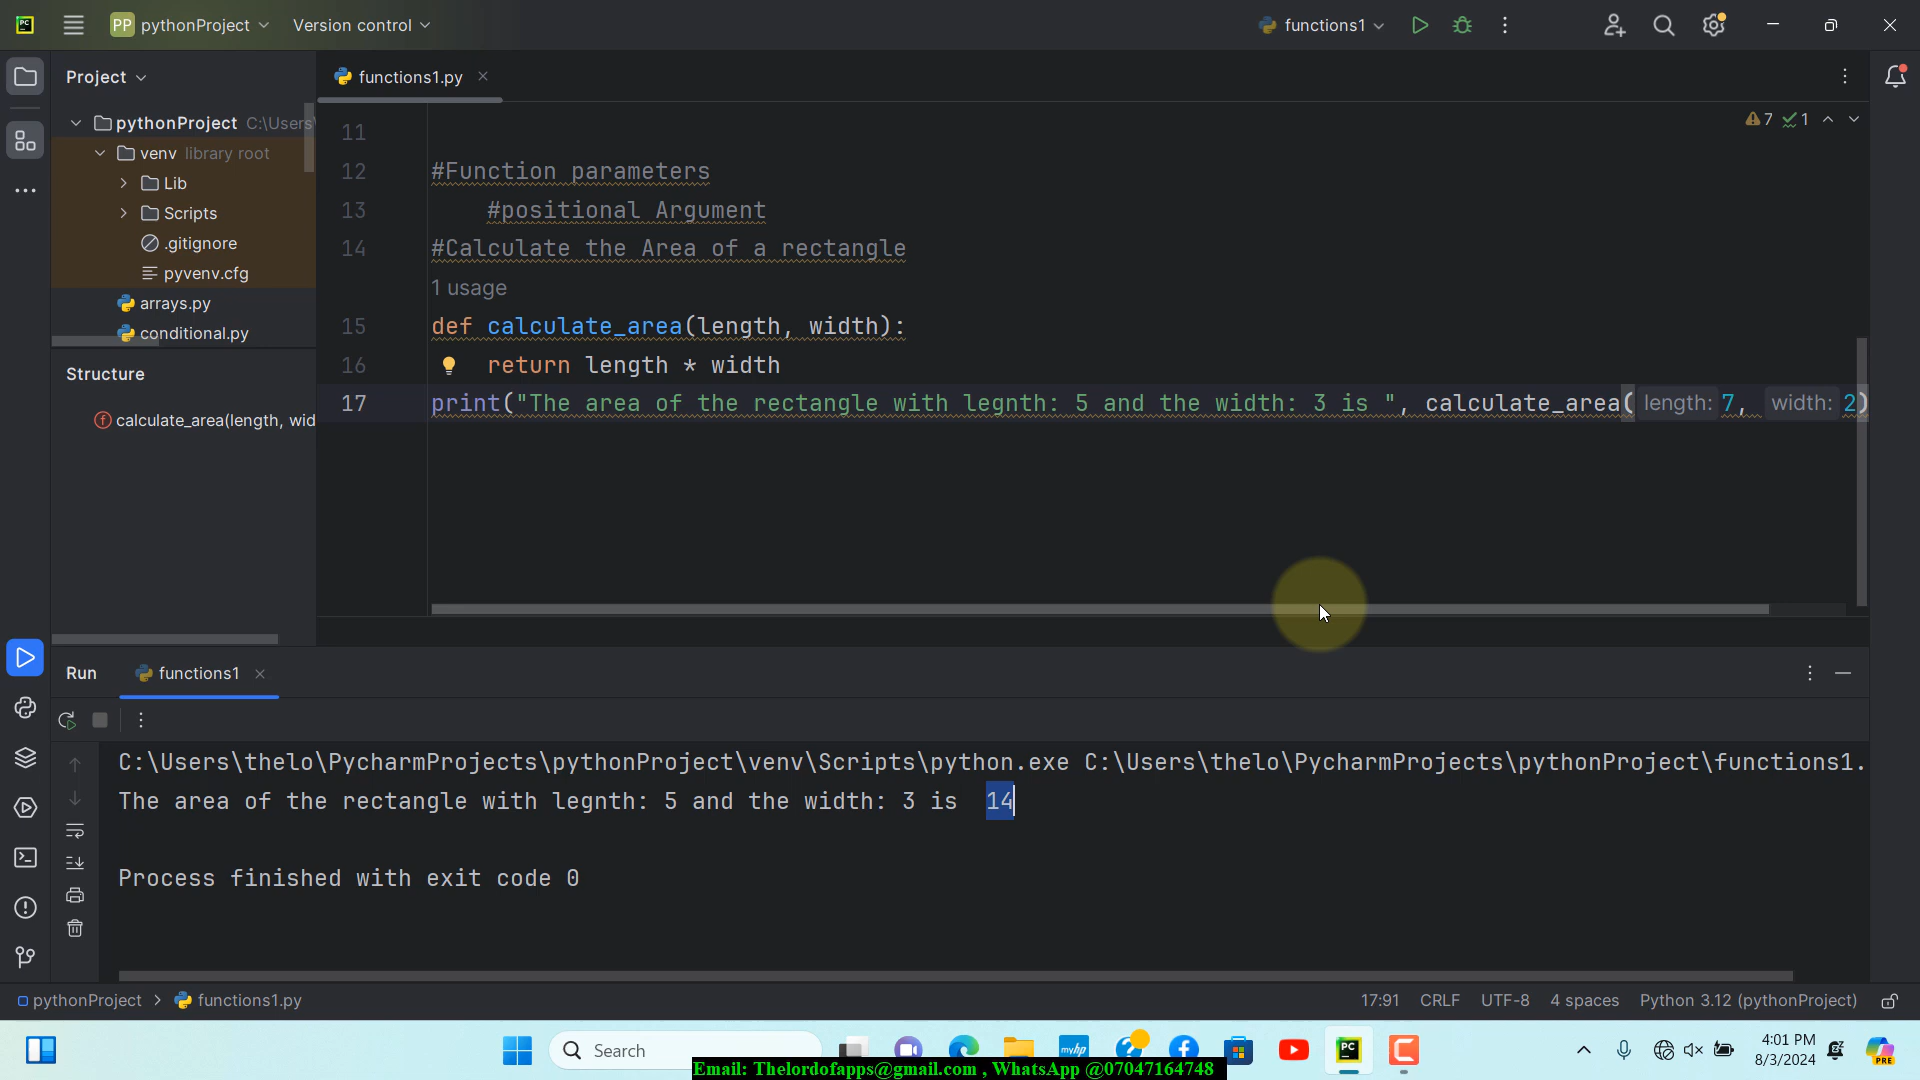 PC
PP pythonProject
Version control
functions1
Project
functions1.py
pythonProject C:\Users\
venv library root
Lib
Scripts
.gitignore
pyvenv.cfg
arrays.py
conditional.py
Structure
f calculate_area(length, wid
7 1
11
12 #Function parameters
13 #positional Argument
14 #Calculate the Area of a rectangle
1 usage
15 def calculate_area(length, width):
16 return length * width
17 print("The area of the rectangle with legnth: 5 and the width: 3 is ", calculate_area( length: 7, width: 2)
Run functions1
C:\Users\thelo\PycharmProjects\pythonProject\venv\Scripts\python.exe C:\Users\thelo\PycharmProjects\pythonProject\functions1.
The area of the rectangle with legnth: 5 and the width: 3 is  14
Process finished with exit code 0
pythonProject > functions1.py
17:91 CRLF UTF-8 4 spaces Python 3.12 (pythonProject)
Search
myhp
PC
4:01 PM
8/3/2024
PRE
Email: Thelordofapps@gmail.com , WhatsApp @07047164748